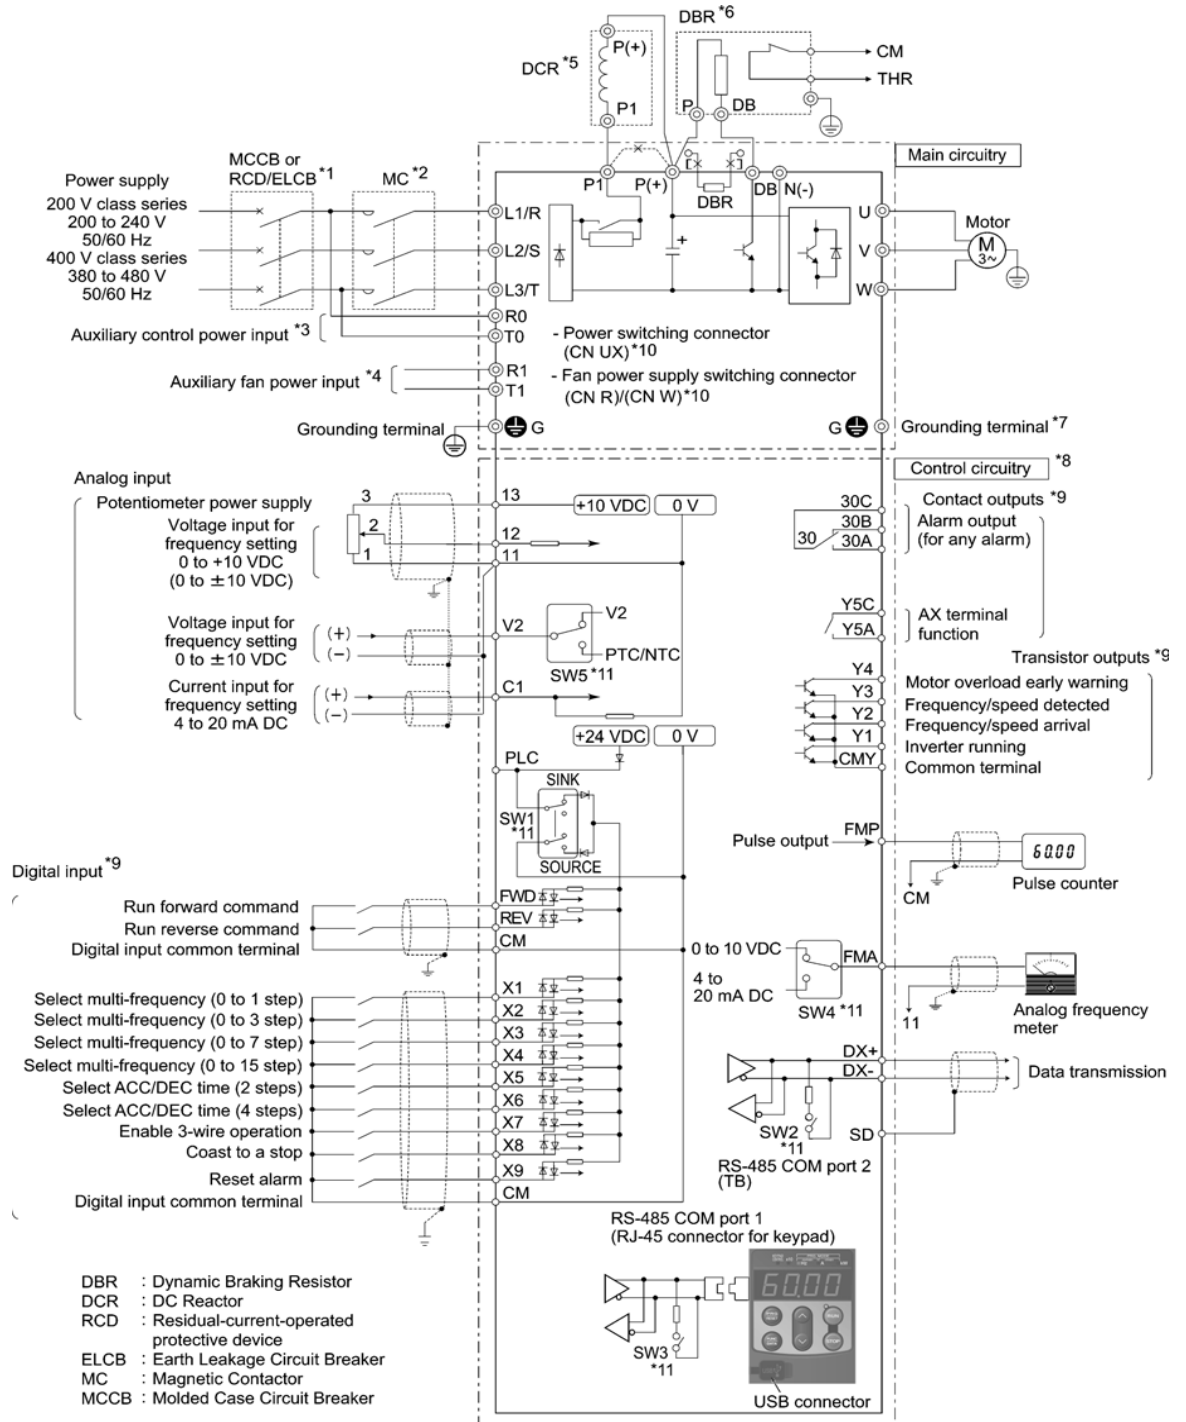 DBR *6
P(+)
DCR *5
P1
CM
THR
P
DB
Main circuitry
MCCB or
RCD/ELCB *1
MC *2
Power supply
200 V class series
200 to 240 V
50/60 Hz
400 V class series
380 to 480 V
50/60 Hz
P1
P(+)
[
]
DBR
DB
N(-)
L1/R
L2/S
L3/T
R0
T0
R1
T1
+
U
V
W
Motor
M
3~
Auxiliary control power input *3
Auxiliary fan power input *4
- Power switching connector
(CN UX) *10
- Fan power supply switching connector
(CN R)/(CN W) *10
Grounding terminal
G
G
Grounding terminal *7
Control circuitry *8
Analog input
Potentiometer power supply
Voltage input for
frequency setting
0 to +10 VDC
(0 to ±10 VDC)
3
2
1
13
12
11
+10 VDC
0 V
Voltage input for
frequency setting
0 to ±10 VDC
(+)
(−)
V2
V2
PTC/NTC
SW5 *11
Current input for
frequency setting
4 to 20 mA DC
(+)
(−)
C1
+24 VDC
0 V
PLC
SINK
SW1
*11
SOURCE
30C
30B
30A
30
Contact outputs *9
Alarm output
(for any alarm)
Y5C
Y5A
AX terminal
function
Transistor outputs *9
Y4
Y3
Y2
Y1
CMY
Motor overload early warning
Frequency/speed detected
Frequency/speed arrival
Inverter running
Common terminal
Pulse output
FMP
60.00
CM
Pulse counter
Digital input *9
Run forward command
Run reverse command
Digital input common terminal
FWD
REV
CM
0 to 10 VDC
4 to
20 mA DC
FMA
SW4 *11
11
Analog frequency
meter
Select multi-frequency (0 to 1 step)
Select multi-frequency (0 to 3 step)
Select multi-frequency (0 to 7 step)
Select multi-frequency (0 to 15 step)
Select ACC/DEC time (2 steps)
Select ACC/DEC time (4 steps)
Enable 3-wire operation
Coast to a stop
Reset alarm
Digital input common terminal
X1
X2
X3
X4
X5
X6
X7
X8
X9
CM
DX+
DX-
Data transmission
SW2
*11
SD
RS-485 COM port 2
(TB)
RS-485 COM port 1
(RJ-45 connector for keypad)
SW3
*11
60.00
USB connector
DBR : Dynamic Braking Resistor
DCR : DC Reactor
RCD : Residual-current-operated
protective device
ELCB : Earth Leakage Circuit Breaker
MC : Magnetic Contactor
MCCB : Molded Case Circuit Breaker